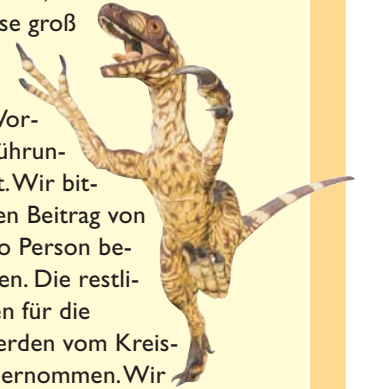 se groß
Vor-
ührun-
t. Wir bit-
en Beitrag von
o Person be-
en. Die restli-
en für die
erden vom Kreis-
ernommen. Wir